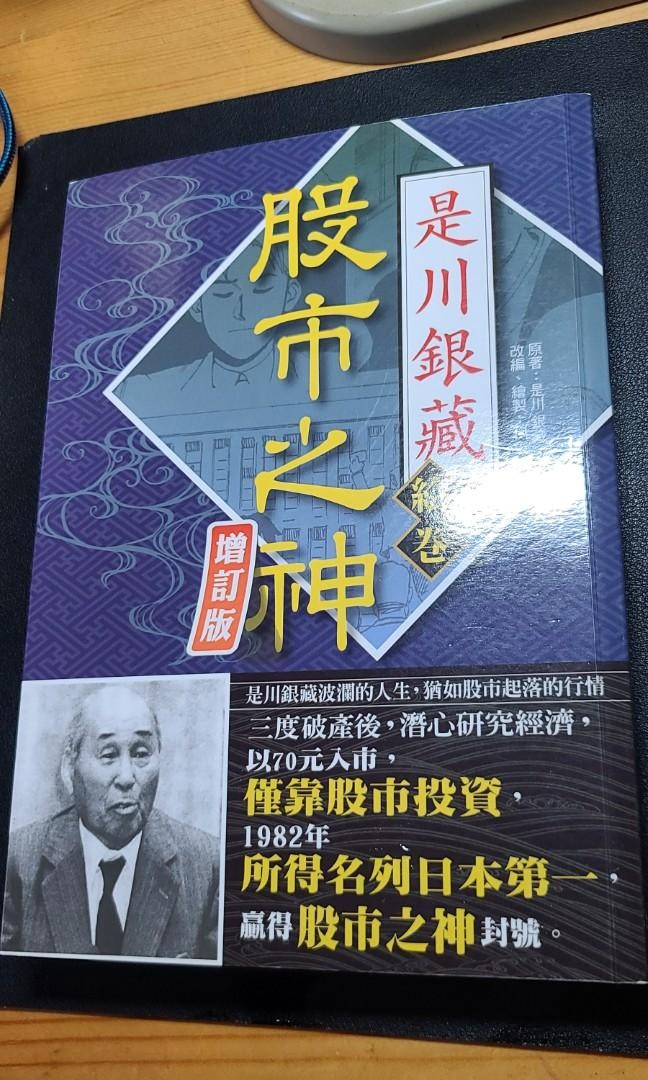 是川銀藏
繪卷
股市之神
增訂版
原著：是川銀
改編、繪製
是川銀藏波瀾的人生，猶如股市起落的行情
三度破產後，潛心研究經濟，
以70元入市，
僅靠股市投資，
1982年
所得名列日本第一，
贏得股市之神封號。